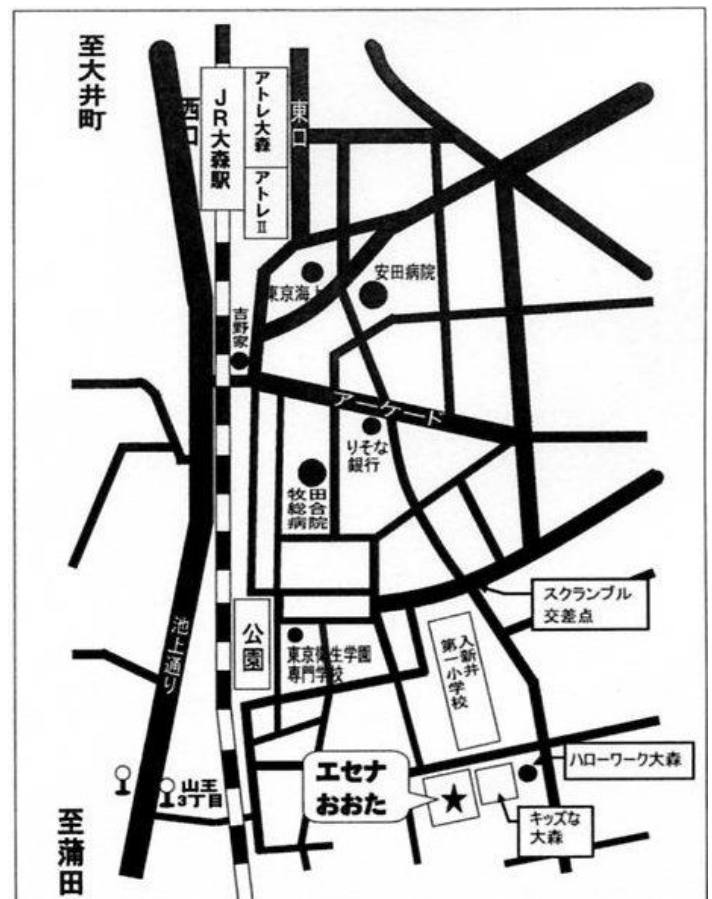 至大井町
西口
JR大森駅
アトレ大森
アトレⅡ
東口
東京海上
安田病院
吉野家
アーケード
りそな
銀行
牧田
総合
病院
スクランブル
交差点
池上通り
公園
東京衛生学園
専門学校
入新井
第一小学校
ハローワーク大森
エセナ
おおた
キッズな
大森
山王
3丁目
至蒲田